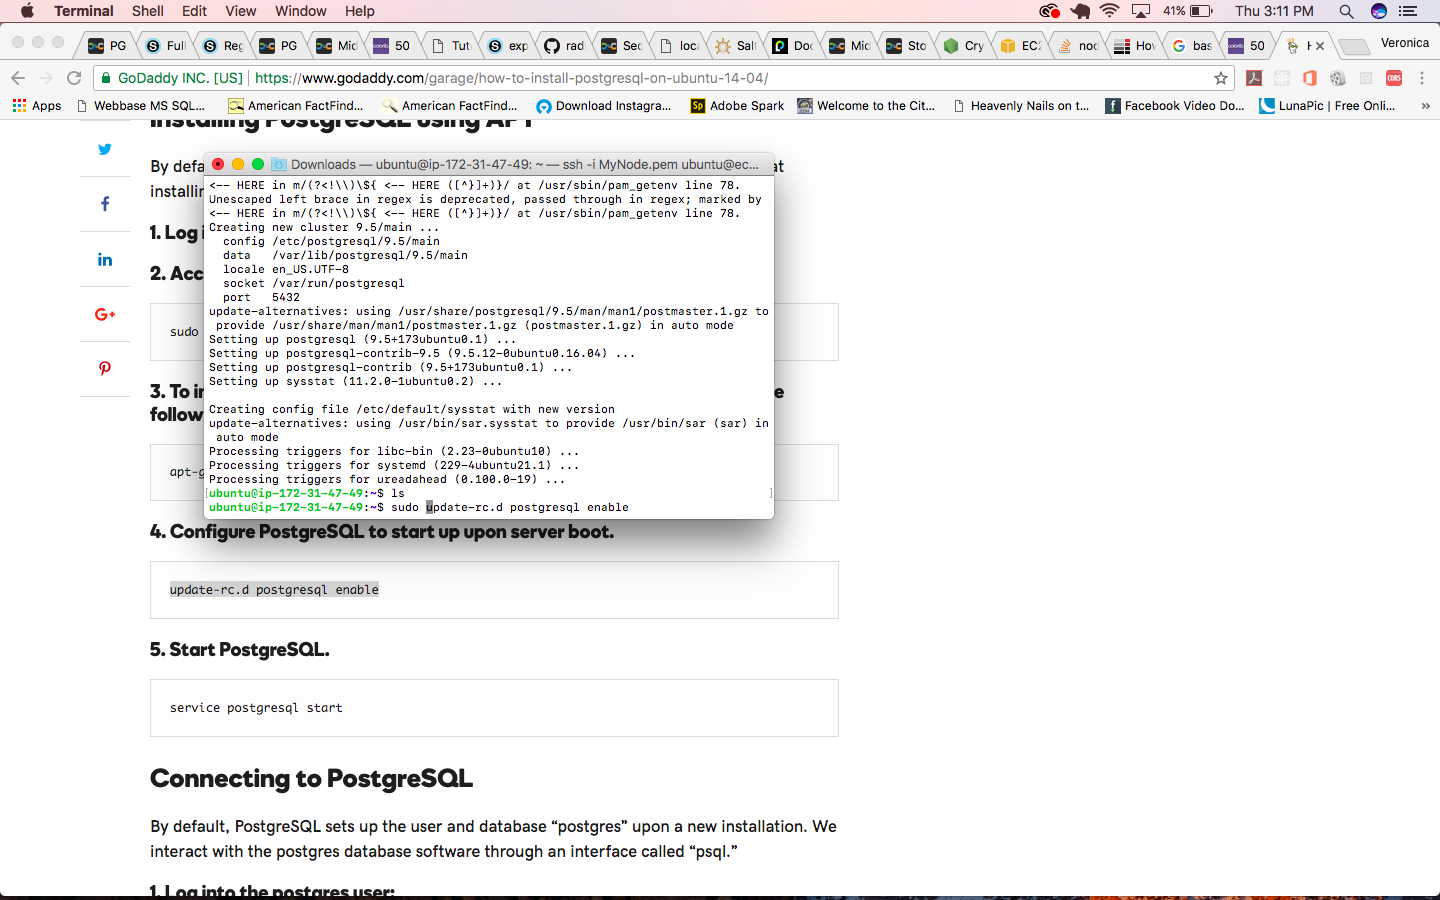 Terminal Shell Edit View Window Help 41% Thu 3:11 PM
PG Full Reg PG Mid 50 Tut exp rad Sec loca Salt Doc Mid Sto Cry EC2 nod Hov bas 50 H Veronica
GoDaddy INC. [US] https://www.godaddy.com/garage/how-to-install-postgresql-on-ubuntu-14-04/
Apps Webbase MS SQL... American FactFind... American FactFind... Download Instagra... Sp Adobe Spark Welcome to the Cit... Heavenly Nails on t... Facebook Video Do... LunaPic | Free Onli... »
Installing PostgreSQL using APT
By defa at
installin
1. Log i
2. Acc
sudo
3. To in e
follow
apt-g
Downloads — ubuntu@ip-172-31-47-49: ~ — ssh -i MyNode.pem ubuntu@ec...
<-- HERE in m/(?<!\\)\${ <-- HERE ([^}]+)}/ at /usr/sbin/pam_getenv line 78.
Unescaped left brace in regex is deprecated, passed through in regex; marked by
<-- HERE in m/(?<!\\)\${ <-- HERE ([^}]+)}/ at /usr/sbin/pam_getenv line 78.
Creating new cluster 9.5/main ...
config /etc/postgresql/9.5/main
data /var/lib/postgresql/9.5/main
locale en_US.UTF-8
socket /var/run/postgresql
port 5432
update-alternatives: using /usr/share/postgresql/9.5/man/man1/postmaster.1.gz to
provide /usr/share/man/man1/postmaster.1.gz (postmaster.1.gz) in auto mode
Setting up postgresql (9.5+173ubuntu0.1) ...
Setting up postgresql-contrib-9.5 (9.5.12-0ubuntu0.16.04) ...
Setting up postgresql-contrib (9.5+173ubuntu0.1) ...
Setting up sysstat (11.2.0-1ubuntu0.2) ...
Creating config file /etc/default/sysstat with new version
update-alternatives: using /usr/bin/sar.sysstat to provide /usr/bin/sar (sar) in
auto mode
Processing triggers for libc-bin (2.23-0ubuntu10) ...
Processing triggers for systemd (229-4ubuntu21.1) ...
Processing triggers for ureadahead (0.100.0-19) ...
[ubuntu@ip-172-31-47-49:~$ ls ]
ubuntu@ip-172-31-47-49:~$ sudo update-rc.d postgresql enable
4. Configure PostgreSQL to start up upon server boot.
update-rc.d postgresql enable
5. Start PostgreSQL.
service postgresql start
Connecting to PostgreSQL
By default, PostgreSQL sets up the user and database “postgres” upon a new installation. We
interact with the postgres database software through an interface called “psql.”
1. Log into the postgres user: